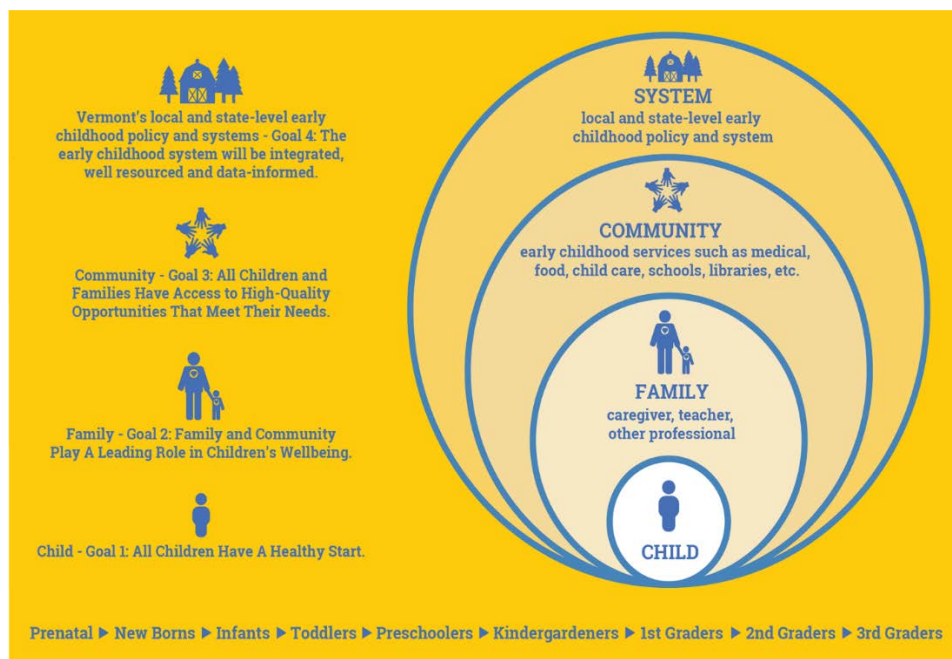 Vermont's local and state-level early
childhood policy and systems - Goal 4: The
early childhood system will be integrated,
well resourced and data-informed.
Community - Goal 3: All Children and
Families Have Access to High-Quality
Opportunities That Meet Their Needs.
Family - Goal 2: Family and Community
Play A Leading Role in Children's Wellbeing.
Child - Goal 1: All Children Have A Healthy Start.
SYSTEM
local and state-level early
childhood policy and system
COMMUNITY
early childhood services such as medical,
food, child care, schools, libraries, etc.
FAMILY
caregiver, teacher,
other professional
CHILD
Prenatal ▶ New Borns ▶ Infants ▶ Toddlers ▶ Preschoolers ▶ Kindergardeners ▶ 1st Graders ▶ 2nd Graders ▶ 3rd Graders